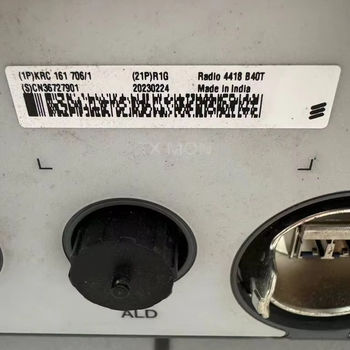 (1P)KRC 161 706/1 (21P)R1G Radio 4418 B40T
(S)CN36727901 20230224 Made in India
ALD